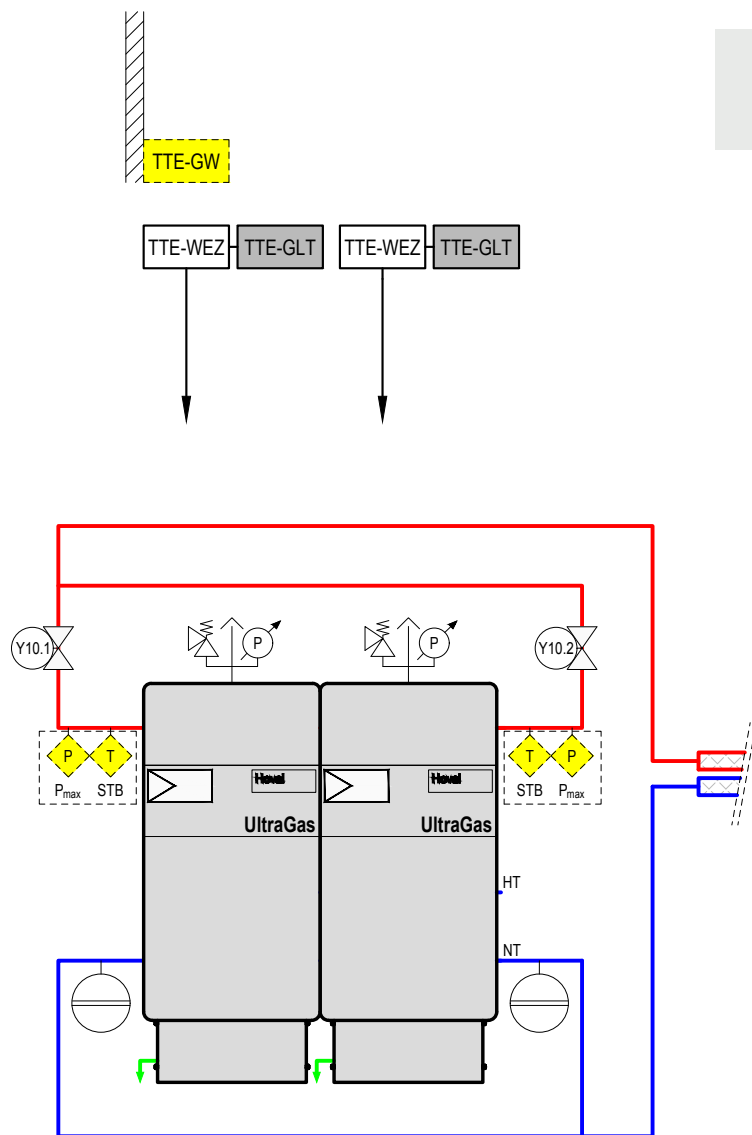 TTE-GW
TTE-WEZ TTE-GLT TTE-WEZ TTE-GLT
Y10.1 P P Y10.2
P T T P
Pmax STB STB Pmax
Hoval Hoval
UltraGas UltraGas
HT
NT